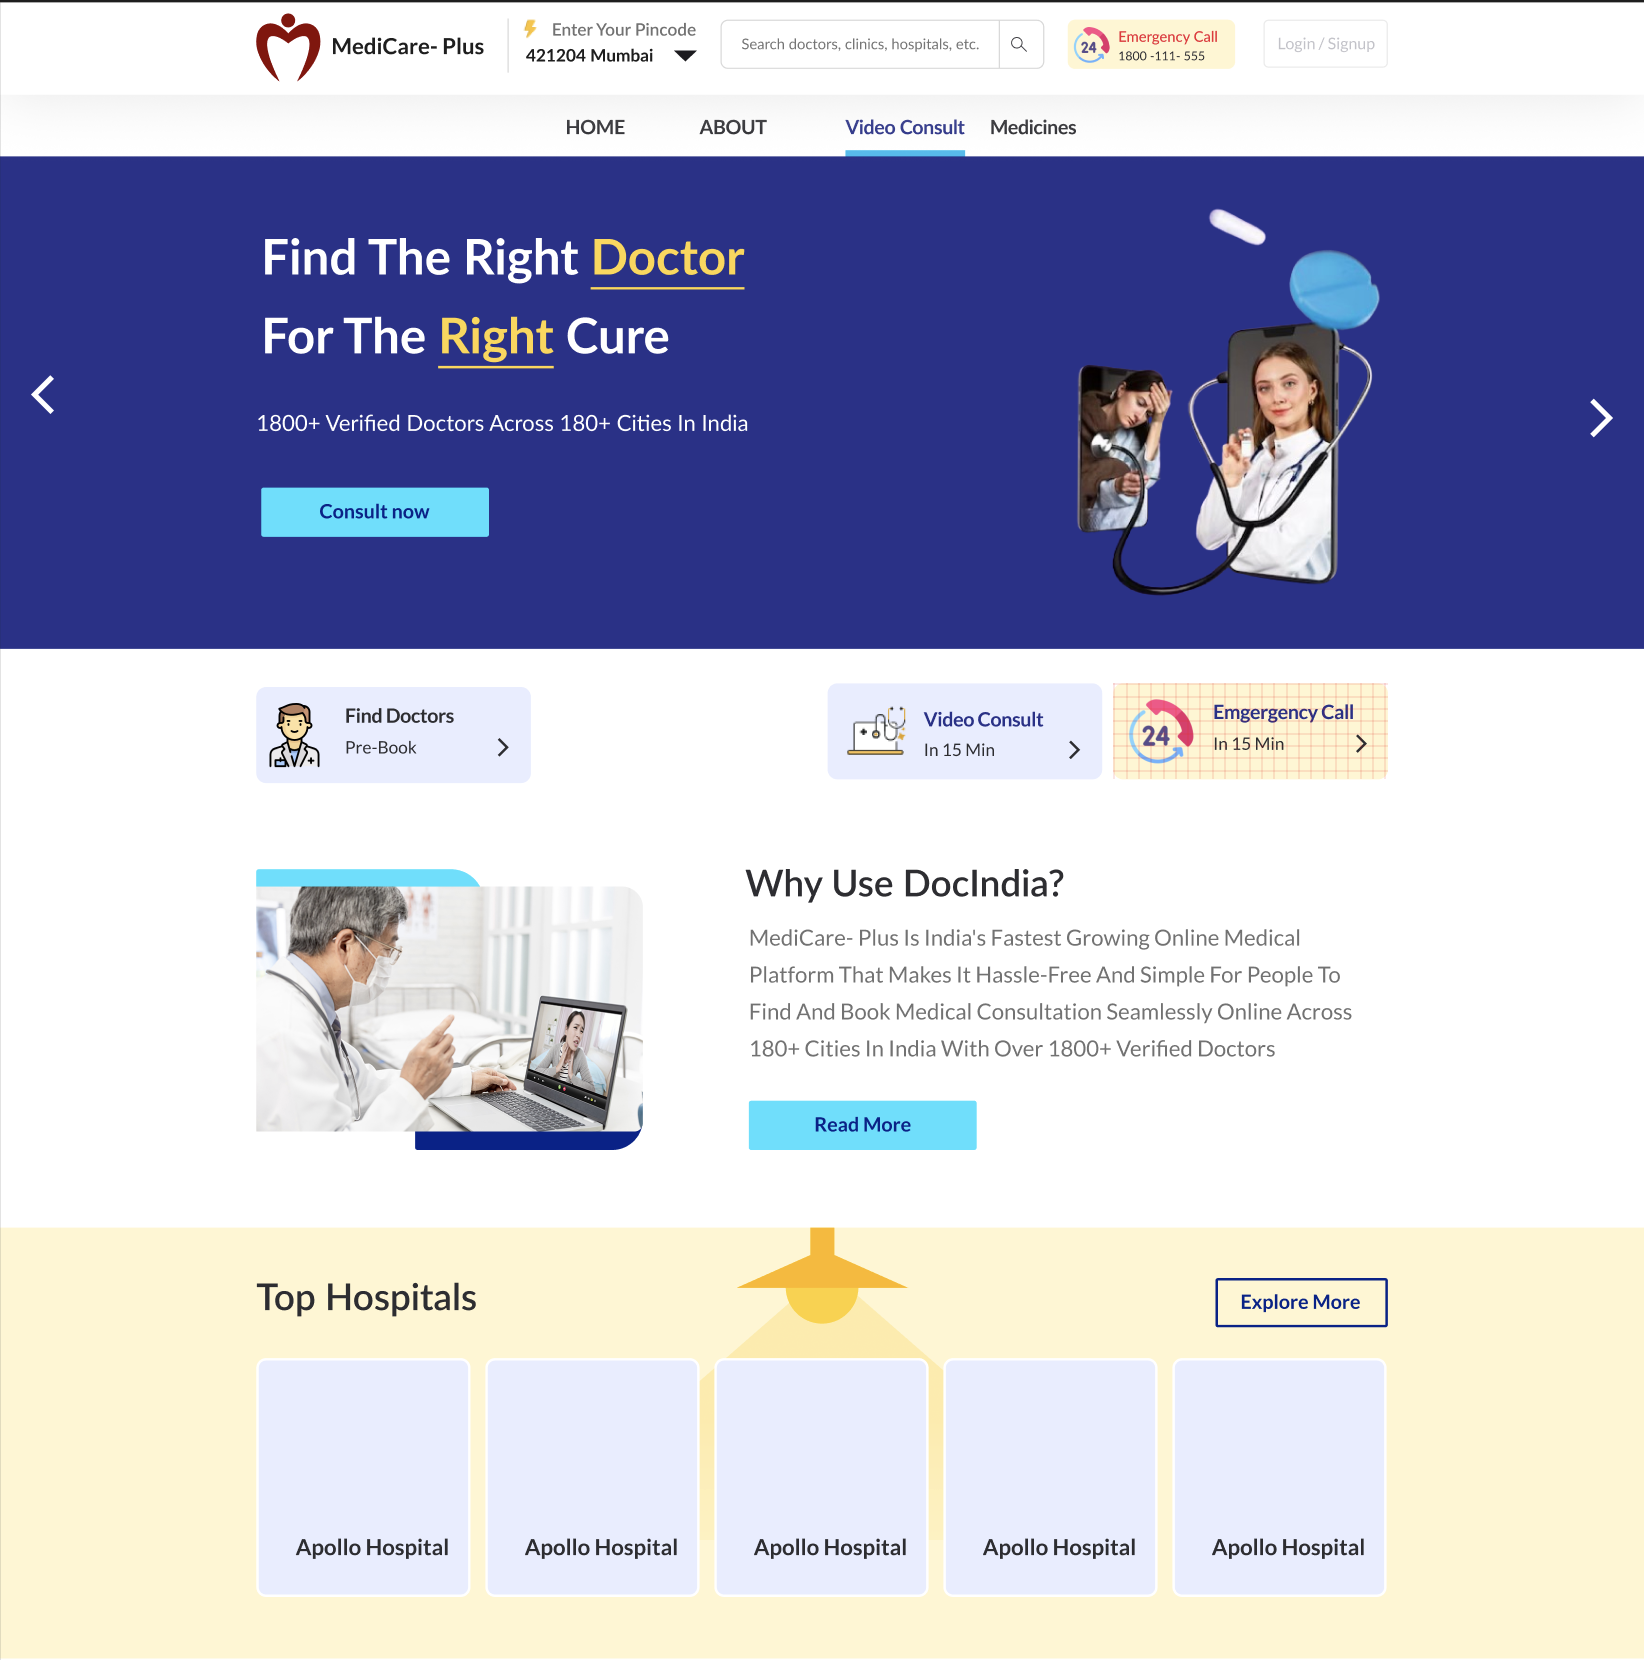 MediCare- Plus
Enter Your Pincode
421204 Mumbai
Search doctors, clinics, hospitals, etc.
24
Emergency Call
1800 -111- 555
Login / Signup
HOME
ABOUT
Video Consult
Medicines
Find The Right Doctor
For The Right Cure
1800+ Verified Doctors Across 180+ Cities In India
Consult now
Find Doctors
Pre-Book
Video Consult
In 15 Min
24
Emgergency Call
In 15 Min
Why Use DocIndia?
MediCare- Plus Is India's Fastest Growing Online Medical
Platform That Makes It Hassle-Free And Simple For People To
Find And Book Medical Consultation Seamlessly Online Across
180+ Cities In India With Over 1800+ Verified Doctors
Read More
Top Hospitals
Explore More
Apollo Hospital
Apollo Hospital
Apollo Hospital
Apollo Hospital
Apollo Hospital